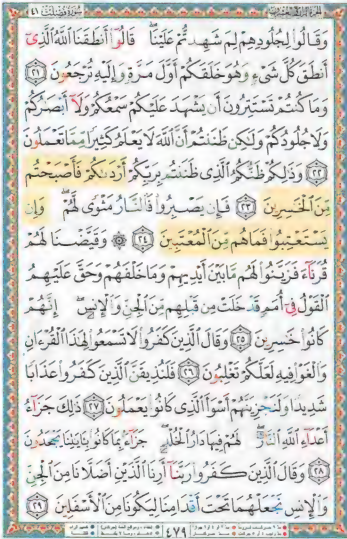 سُورَةُ فُصِّلَت ٤١
وَقَالُوا۟ لِجُلُودِهِمْ لِمَ شَهِدتُّمْ عَلَيْنَا ۖ قَالُوٓا۟ أَنطَقَنَا ٱللَّهُ ٱلَّذِىٓ
أَنطَقَ كُلَّ شَىْءٍ وَهُوَ خَلَقَكُمْ أَوَّلَ مَرَّةٍ وَإِلَيْهِ تُرْجَعُونَ ٢١
وَمَا كُنتُمْ تَسْتَتِرُونَ أَن يَشْهَدَ عَلَيْكُمْ سَمْعُكُمْ وَلَآ أَبْصَٰرُكُمْ
وَلَا جُلُودُكُمْ وَلَٰكِن ظَنَنتُمْ أَنَّ ٱللَّهَ لَا يَعْلَمُ كَثِيرًا مِّمَّا تَعْمَلُونَ
٢٢ وَذَٰلِكُمْ ظَنُّكُمُ ٱلَّذِى ظَنَنتُم بِرَبِّكُمْ أَرْدَىٰكُمْ فَأَصْبَحْتُم
مِّنَ ٱلْخَٰسِرِينَ ٢٣ فَإِن يَصْبِرُوا۟ فَٱلنَّارُ مَثْوًى لَّهُمْ ۖ وَإِن
يَسْتَعْتِبُوا۟ فَمَا هُم مِّنَ ٱلْمُعْتَبِينَ ٢٤ ۞ وَقَيَّضْنَا لَهُمْ
قُرَنَآءَ فَزَيَّنُوا۟ لَهُم مَّا بَيْنَ أَيْدِيهِمْ وَمَا خَلْفَهُمْ وَحَقَّ عَلَيْهِمُ
ٱلْقَوْلُ فِىٓ أُمَمٍ قَدْ خَلَتْ مِن قَبْلِهِم مِّنَ ٱلْجِنِّ وَٱلْإِنسِ ۖ إِنَّهُمْ
كَانُوا۟ خَٰسِرِينَ ٢٥ وَقَالَ ٱلَّذِينَ كَفَرُوا۟ لَا تَسْمَعُوا۟ لِهَٰذَا ٱلْقُرْءَانِ
وَٱلْغَوْا۟ فِيهِ لَعَلَّكُمْ تَغْلِبُونَ ٢٦ فَلَنُذِيقَنَّ ٱلَّذِينَ كَفَرُوا۟ عَذَابًا
شَدِيدًا وَلَنَجْزِيَنَّهُمْ أَسْوَأَ ٱلَّذِى كَانُوا۟ يَعْمَلُونَ ٢٧ ذَٰلِكَ جَزَآءُ
أَعْدَآءِ ٱللَّهِ ٱلنَّارُ ۖ لَهُمْ فِيهَا دَارُ ٱلْخُلْدِ ۖ جَزَآءًۢ بِمَا كَانُوا۟ بِـَٔايَٰتِنَا يَجْحَدُونَ
٢٨ وَقَالَ ٱلَّذِينَ كَفَرُوا۟ رَبَّنَآ أَرِنَا ٱلَّذَيْنِ أَضَلَّانَا مِنَ ٱلْجِنِّ
وَٱلْإِنسِ نَجْعَلْهُمَا تَحْتَ أَقْدَامِنَا لِيَكُونَا مِنَ ٱلْأَسْفَلِينَ ٢٩
٤٧٩